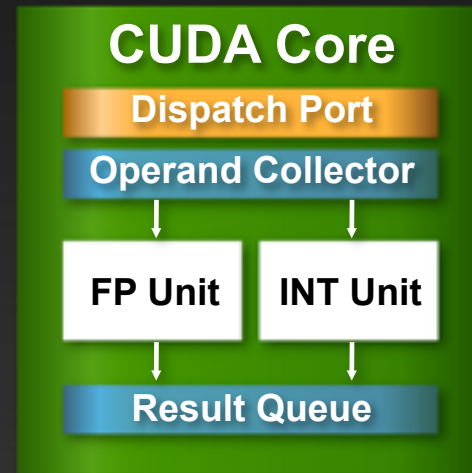 CUDA Core
Dispatch Port
Operand Collector
FP Unit
INT Unit
Result Queue